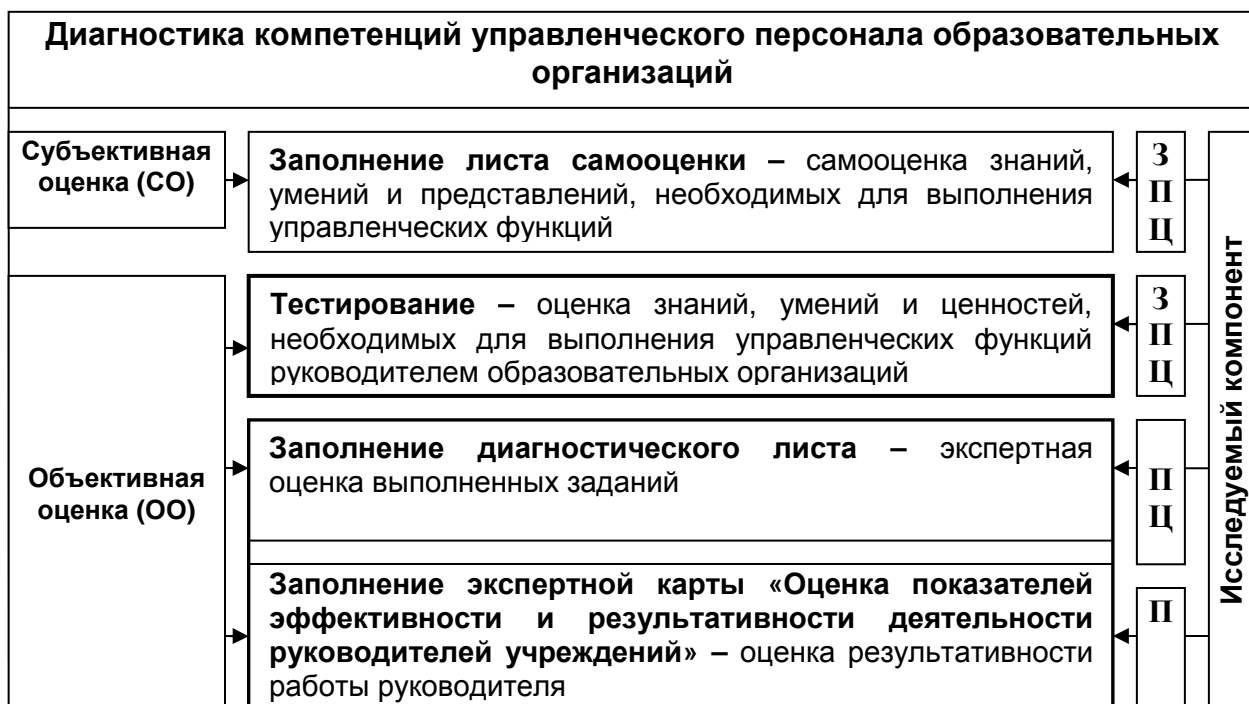 Диагностика компетенций управленческого персонала образовательных
организаций
Субъективная
оценка (СО)
Заполнение листа самооценки – самооценка знаний,
умений и представлений, необходимых для выполнения
управленческих функций
З
П
Ц
Объективная
оценка (ОО)
Тестирование – оценка знаний, умений и ценностей,
необходимых для выполнения управленческих функций
руководителем образовательных организаций
З
П
Ц
Заполнение диагностического листа – экспертная
оценка выполненных заданий
П
Ц
Заполнение экспертной карты «Оценка показателей
эффективности и результативности деятельности
руководителей учреждений» – оценка результативности
работы руководителя
П
Исследуемый компонент